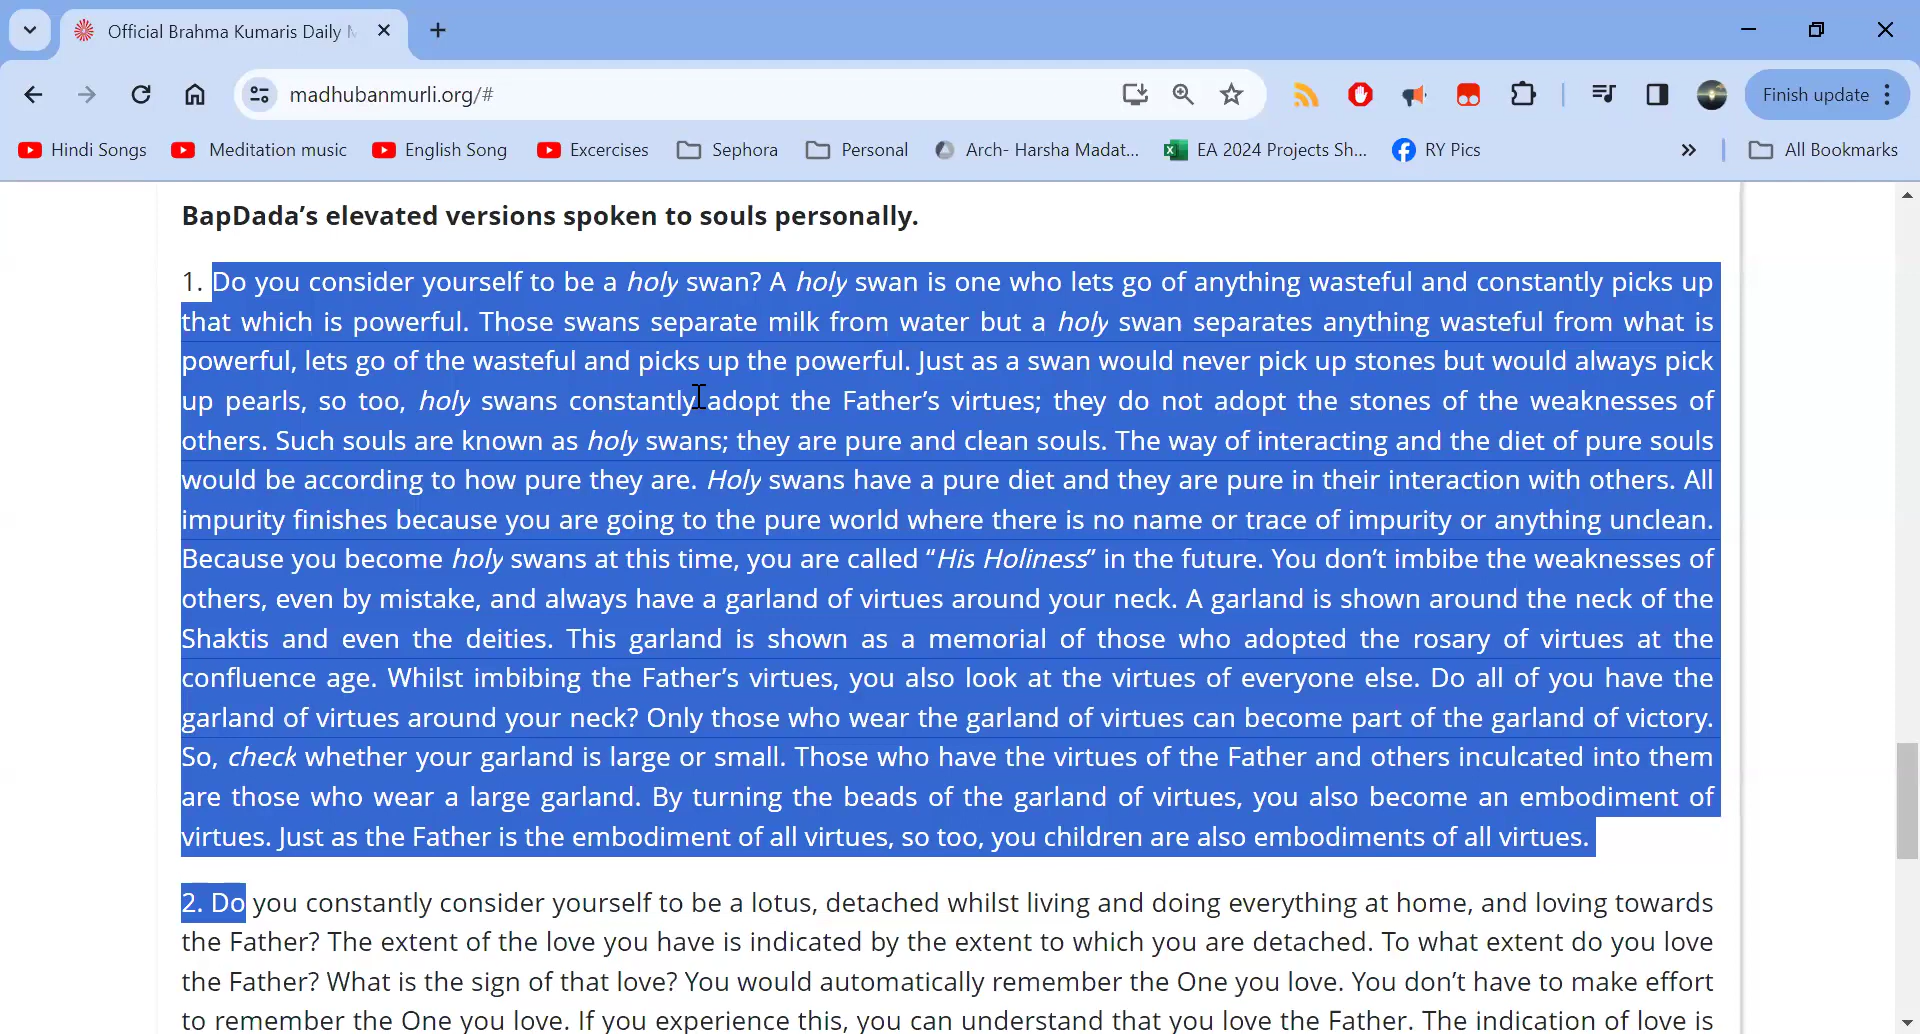 Official Brahma Kumaris Daily
madhubanmurli.org/#
Finish update
Hindi Songs
Meditation music
English Song
Excercises
Sephora
Personal
Arch- Harsha Madat...
EA 2024 Projects Sh...
RY Pics
All Bookmarks
BapDada’s elevated versions spoken to souls personally.
1. Do you consider yourself to be a holy swan? A holy swan is one who lets go of anything wasteful and constantly picks up
that which is powerful. Those swans separate milk from water but a holy swan separates anything wasteful from what is
powerful, lets go of the wasteful and picks up the powerful. Just as a swan would never pick up stones but would always pick
up pearls, so too, holy swans constantly adopt the Father’s virtues; they do not adopt the stones of the weaknesses of
others. Such souls are known as holy swans; they are pure and clean souls. The way of interacting and the diet of pure souls
would be according to how pure they are. Holy swans have a pure diet and they are pure in their interaction with others. All
impurity finishes because you are going to the pure world where there is no name or trace of impurity or anything unclean.
Because you become holy swans at this time, you are called “His Holiness” in the future. You don’t imbibe the weaknesses of
others, even by mistake, and always have a garland of virtues around your neck. A garland is shown around the neck of the
Shaktis and even the deities. This garland is shown as a memorial of those who adopted the rosary of virtues at the
confluence age. Whilst imbibing the Father’s virtues, you also look at the virtues of everyone else. Do all of you have the
garland of virtues around your neck? Only those who wear the garland of virtues can become part of the garland of victory.
So, check whether your garland is large or small. Those who have the virtues of the Father and others inculcated into them
are those who wear a large garland. By turning the beads of the garland of virtues, you also become an embodiment of
virtues. Just as the Father is the embodiment of all virtues, so too, you children are also embodiments of all virtues.
2. Do you constantly consider yourself to be a lotus, detached whilst living and doing everything at home, and loving towards
the Father? The extent of the love you have is indicated by the extent to which you are detached. To what extent do you love
the Father? What is the sign of that love? You would automatically remember the One you love. You don’t have to make effort
to remember the One you love. If you experience this, you can understand that you love the Father. The indication of love is